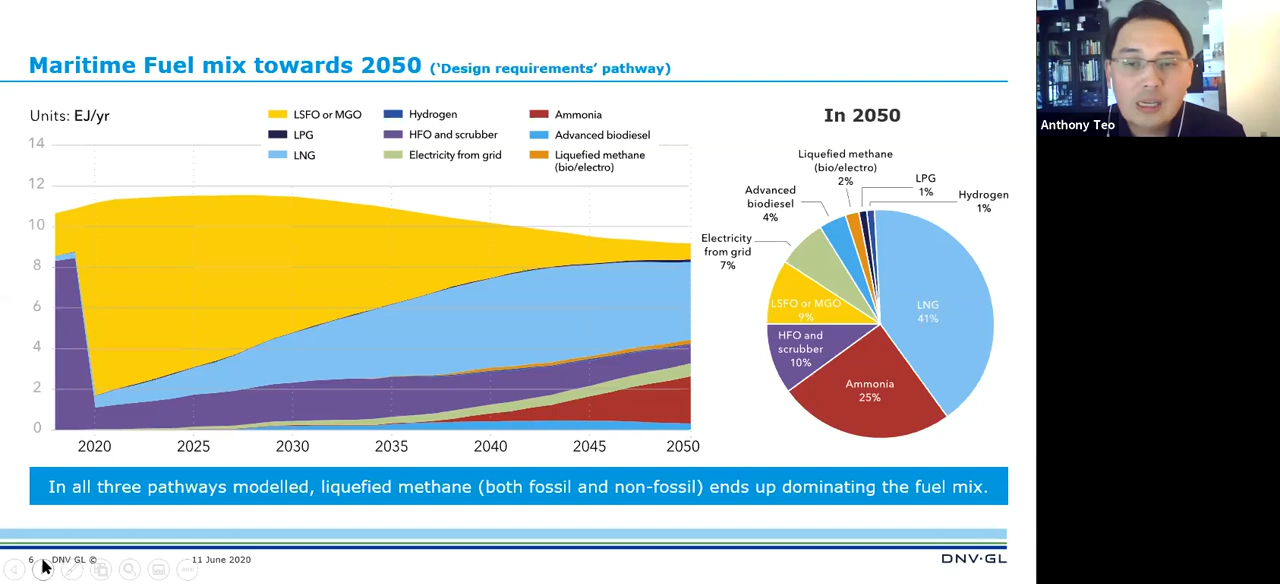 Maritime Fuel mix towards 2050 ('Design requirements' pathway)
Units: EJ/yr
LSFO or MGO
LPG
LNG
Hydrogen
HFO and scrubber
Electricity from grid
Ammonia
Advanced biodiesel
Liquefied methane
(bio/electro)
14
12
10
8
6
4
2
0
2020 2025 2030 2035 2040 2045 2050
In 2050
Liquefied methane
(bio/electro)
2%
LPG
1%
Hydrogen
1%
Advanced
biodiesel
4%
Electricity
from grid
7%
LSFO or MGO
9%
HFO and
scrubber
10%
Ammonia
25%
LNG
41%
In all three pathways modelled, liquefied methane (both fossil and non-fossil) ends up dominating the fuel mix.
6 DNV GL © 11 June 2020
DNV·GL
Anthony Teo